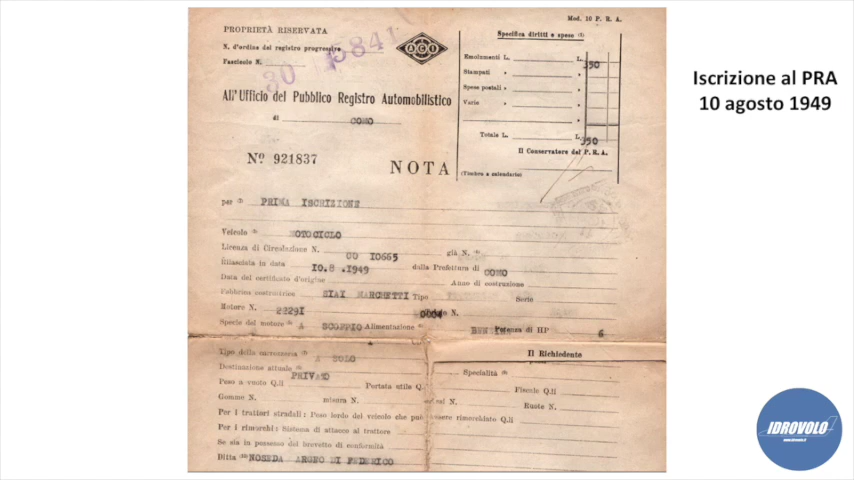 Mod. 10 P. R. A.
PROPRIETÀ RISERVATA
N. d'ordine del registro progressivo
Fascicolo N.
30
5841
ACI
Specifica diritti e spese (1)
Emolumenti L. L. 350
Stampati »
Spese postali »
Varie »
Totale L. L. 350
Il Conservatore del P. R. A.
(Timbro a calendario)
All'Ufficio del Pubblico Registro Automobilistico
di COMO
Nº 921837
NOTA
per PRIMA ISCRIZIONE
Veicolo MOTOCICLO
Licenza di Circolazione N. CO 10665 già N.
Rilasciata in data 10.8.1949 dalla Prefettura di COMO
Data del certificato d'origine Anno di costruzione
Fabbrica costruttrice SIAI MARCHETTI Tipo Serie
Motore N. 22291 N.
Specie del motore A SCOPPIO Alimentazione Potenza di HP 6
Tipo della carrozzeria A SOLO
Il Richiedente
Destinazione attuale PRIVATO
Specialità
Peso a vuoto Q.li Portata utile Q. Fiscale Q.li
Gomme N. misura N. Ruote N.
Per i trattori stradali: Peso lordo del veicolo che può essere rimorchiato Q.li
Per i rimorchi: Sistema di attacco al trattore
Se sia in possesso del brevetto di conformità
Ditta NOSEDA ARGEO DI FEDERICO
Iscrizione al PRA
10 agosto 1949
IDROVOLO